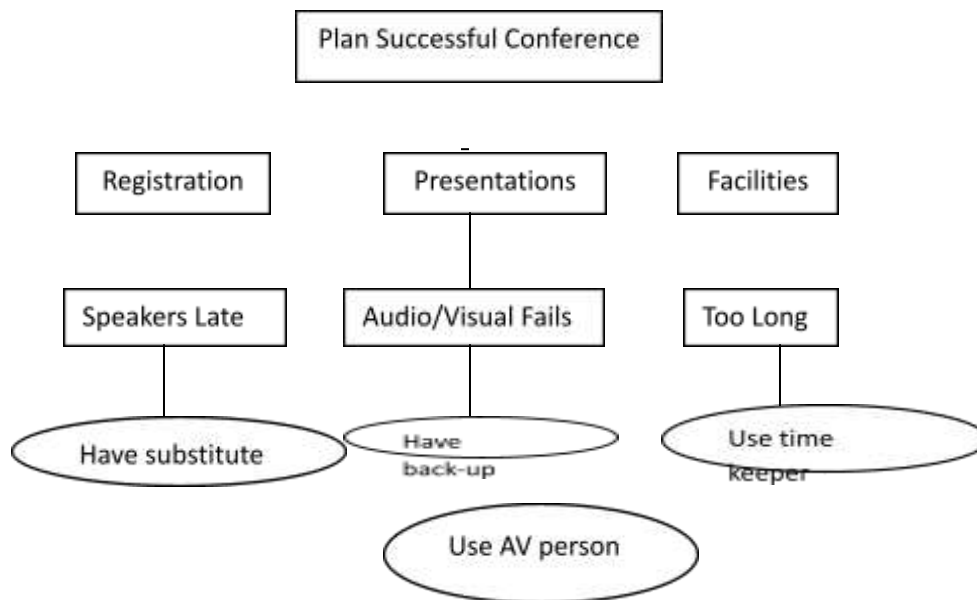 Plan Successful Conference
Registration
Presentations
Facilities
Speakers Late
Audio/Visual Fails
Too Long
Have substitute
Have
back-up
Use time
keeper
Use AV person